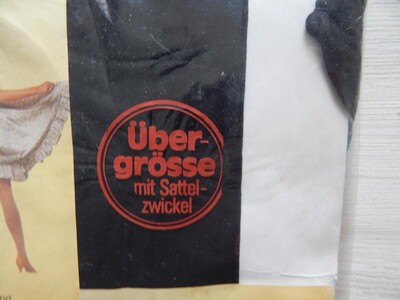 Über-
grösse
mit Sattel-
zwickel